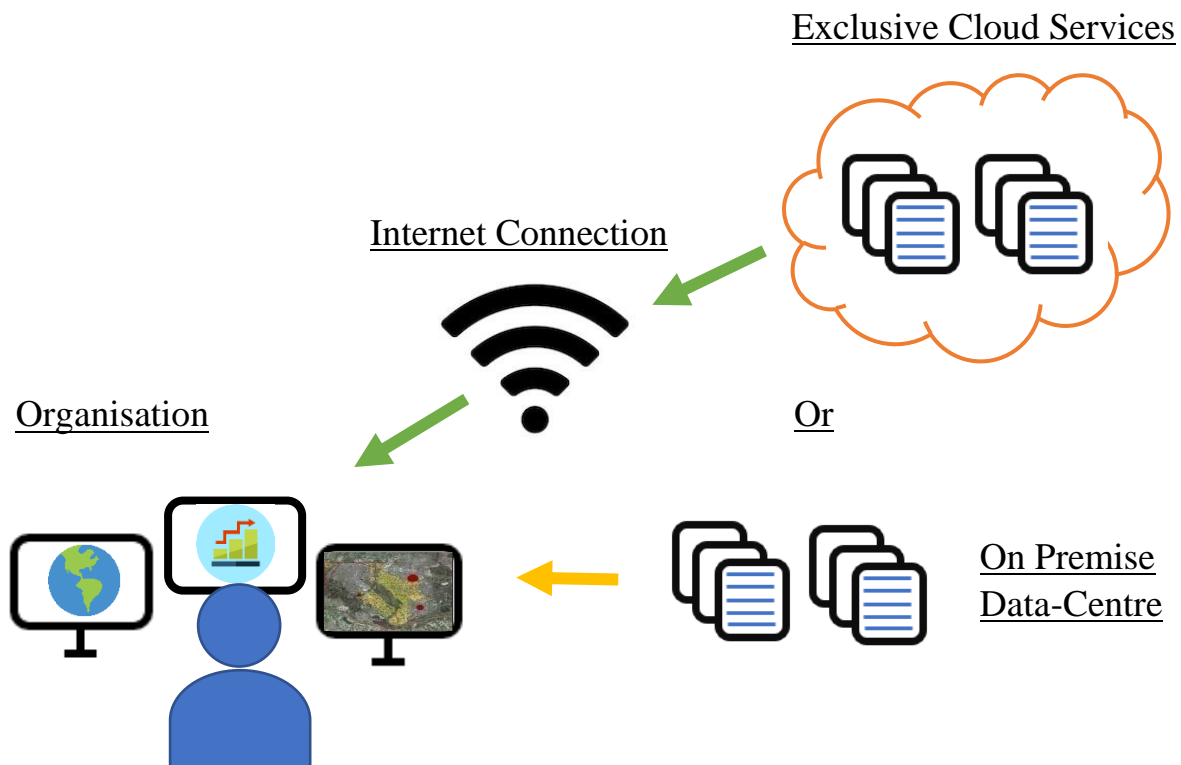 Exclusive Cloud Services
Internet Connection
Organisation
Or
On Premise
Data-Centre